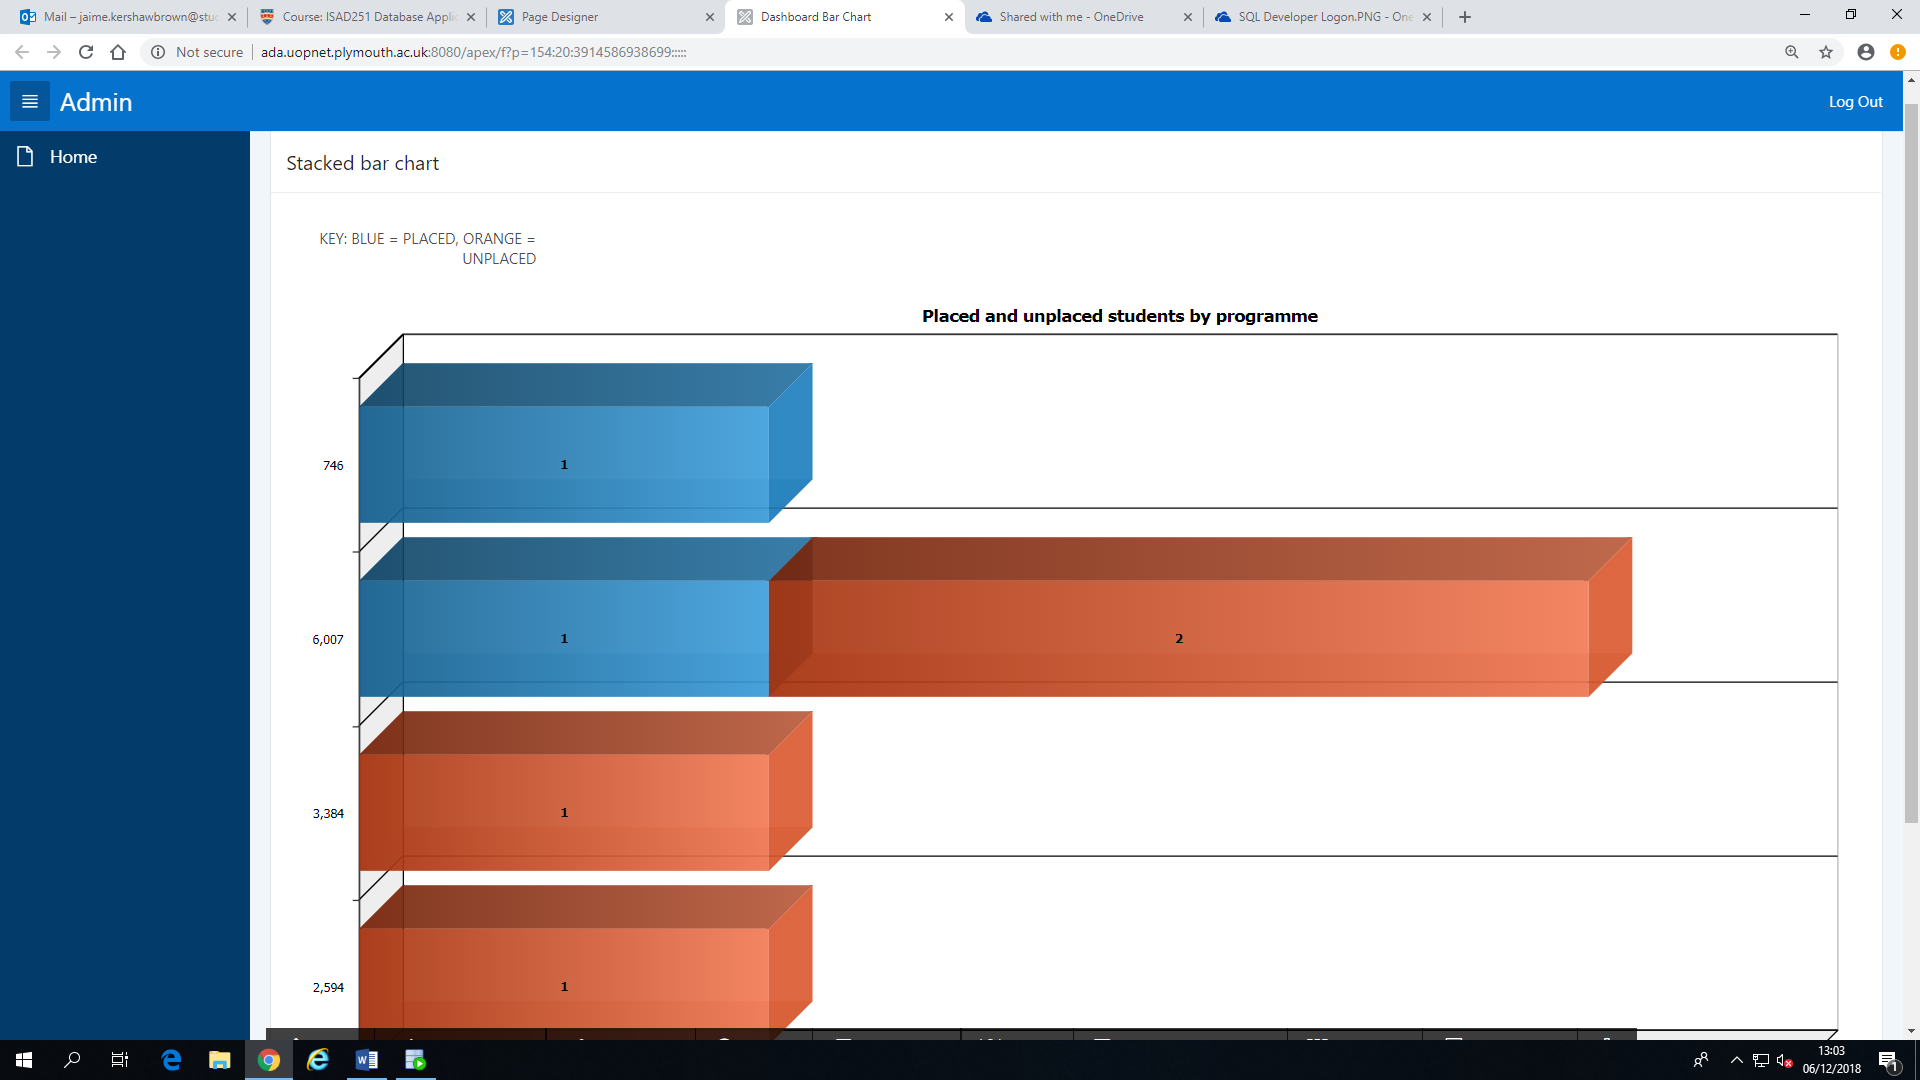 Mail – jaime.kershawbrown@stu
Course: ISAD251 Database Applic
Page Designer
Dashboard Bar Chart
Shared with me - OneDrive
SQL Developer Logon.PNG - One
Not secure
ada.uopnet.plymouth.ac.uk:8080/apex/f?p=154:20:3914586938699:::::
Admin
Log Out
Home
Stacked bar chart
KEY: BLUE = PLACED, ORANGE =
UNPLACED
Placed and unplaced students by programme
746
1
6,007
1
2
3,384
1
2,594
1
13:03
06/12/2018
1